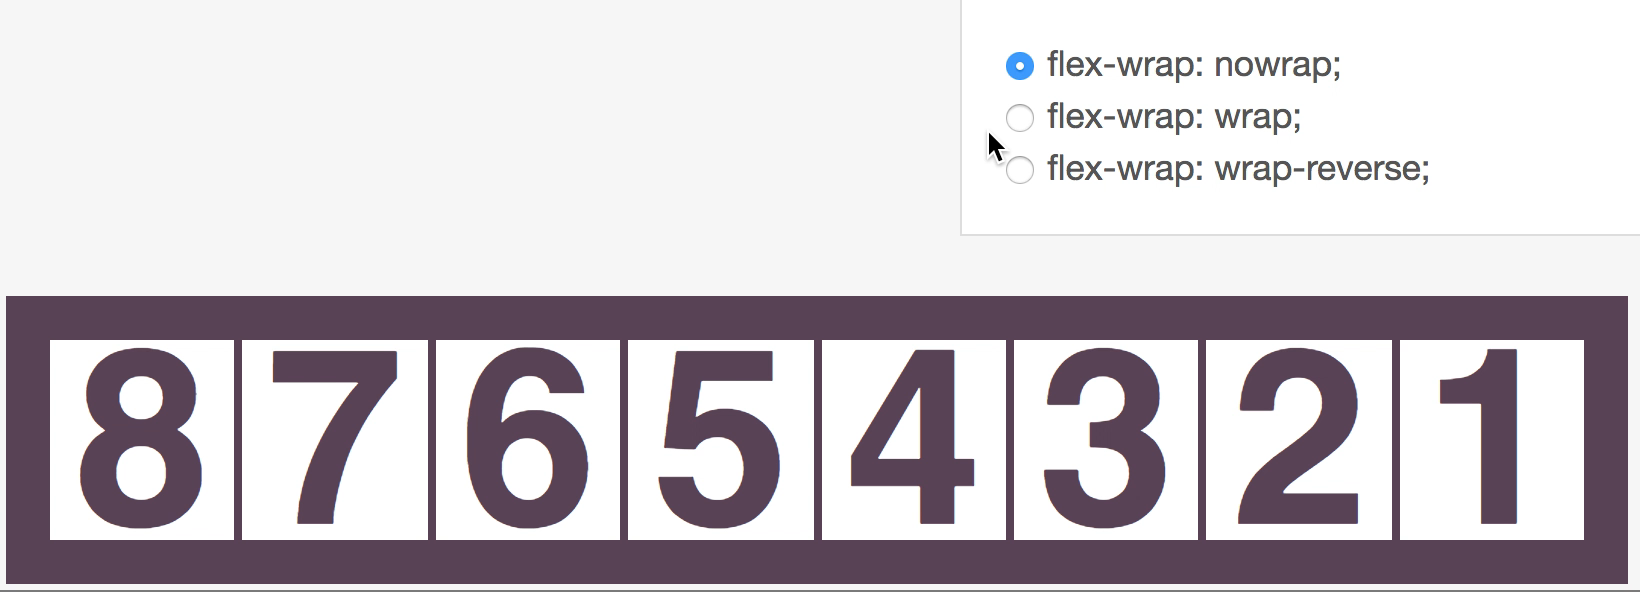 flex-wrap: nowrap;
flex-wrap: wrap;
flex-wrap: wrap-reverse;
8 7 6 5 4 3 2 1